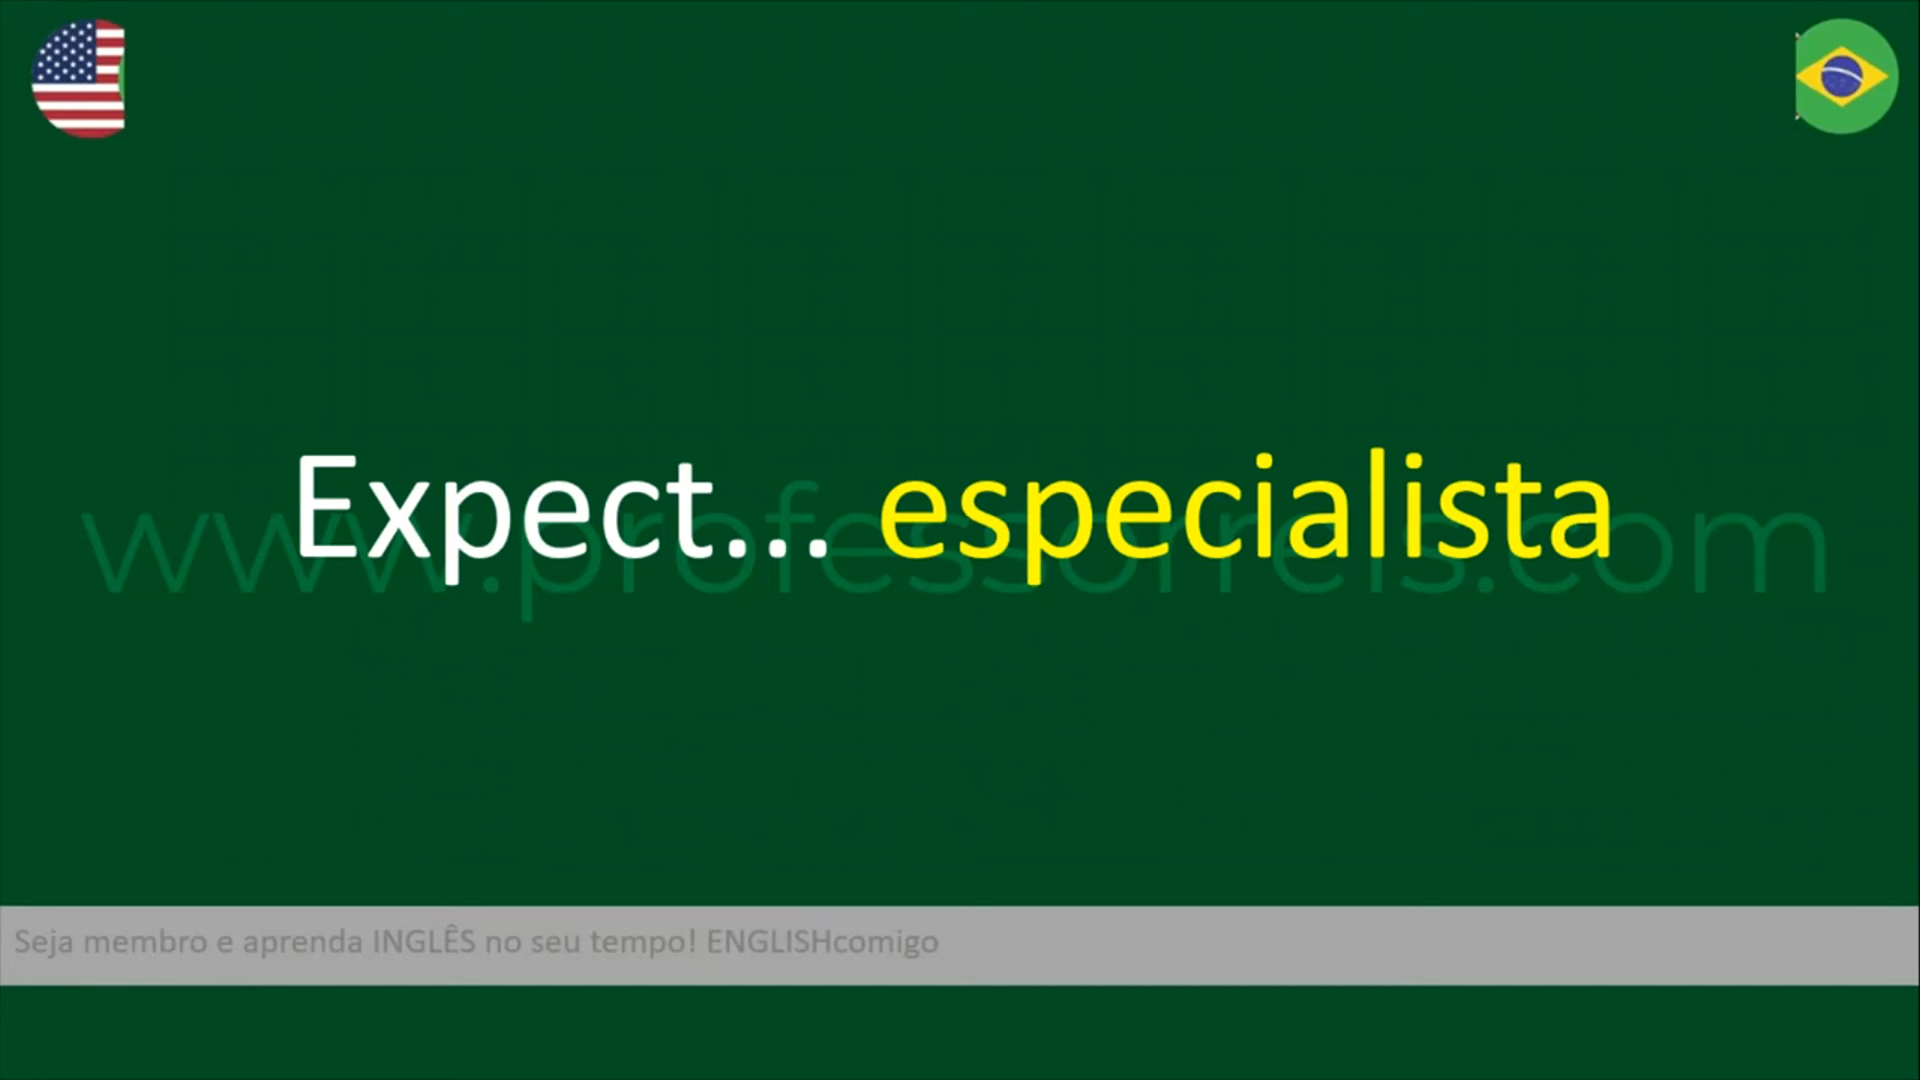 Expect... especialista
www.professorreis.com
Seja membro e aprenda INGLÊS no seu tempo! ENGLISHcomigo